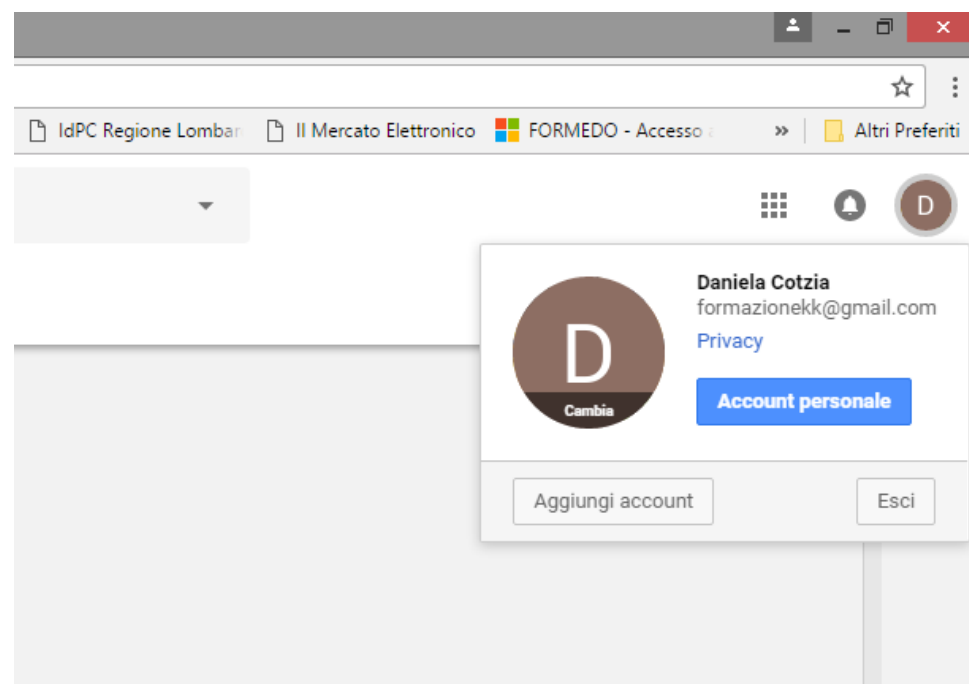 IdPC Regione Lombar
Il Mercato Elettronico
FORMEDO - Accesso a
»
Altri Preferiti
D
Daniela Cotzia
formazionekk@gmail.com
Privacy
D
Cambia
Account personale
Aggiungi account
Esci